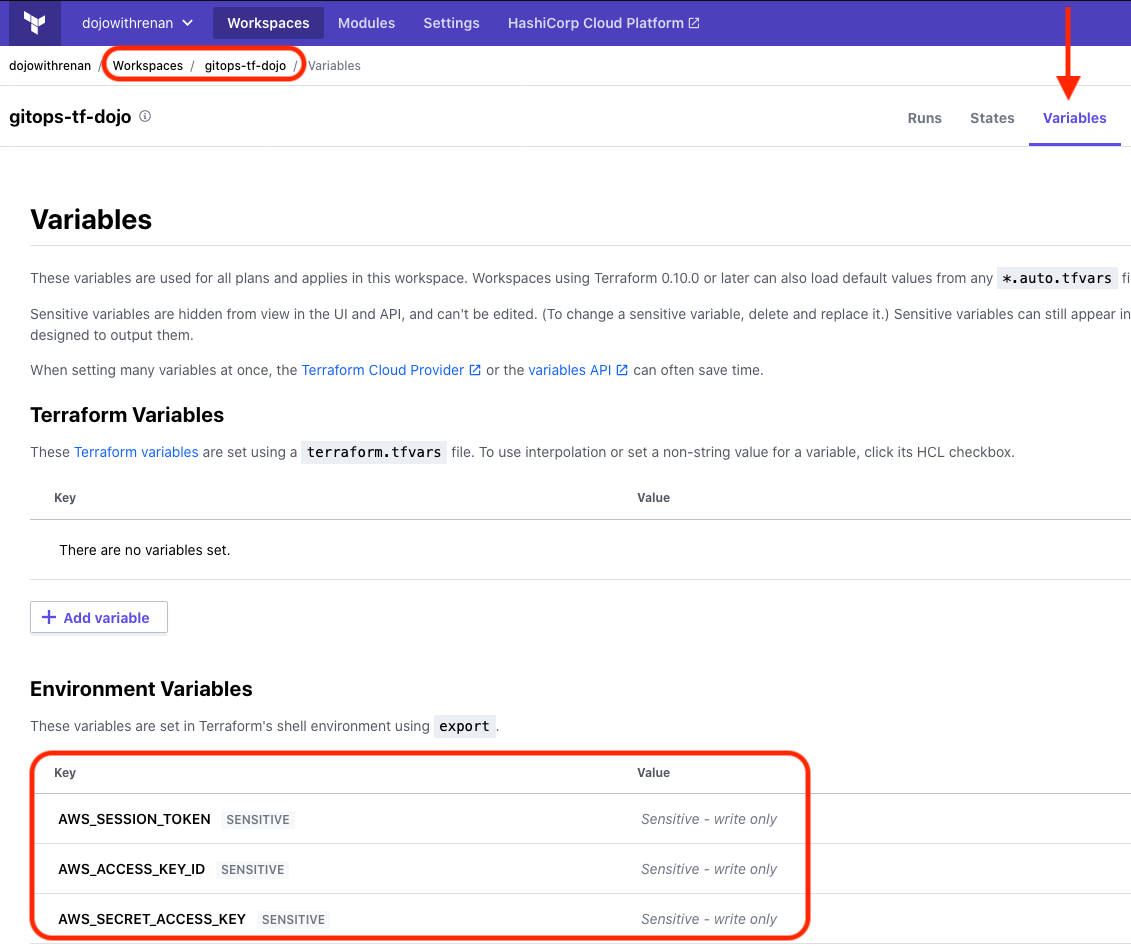 dojowithrenan Workspaces Modules Settings HashiCorp Cloud Platform
dojowithrenan / Workspaces / gitops-tf-dojo / Variables
gitops-tf-dojo Runs States Variables
Variables
These variables are used for all plans and applies in this workspace. Workspaces using Terraform 0.10.0 or later can also load default values from any *.auto.tfvars fi
Sensitive variables are hidden from view in the UI and API, and can't be edited. (To change a sensitive variable, delete and replace it.) Sensitive variables can still appear in
designed to output them.
When setting many variables at once, the Terraform Cloud Provider or the variables API can often save time.
Terraform Variables
These Terraform variables are set using a terraform.tfvars file. To use interpolation or set a non-string value for a variable, click its HCL checkbox.
Key Value
There are no variables set.
+ Add variable
Environment Variables
These variables are set in Terraform's shell environment using export.
Key Value
AWS_SESSION_TOKEN SENSITIVE Sensitive - write only
AWS_ACCESS_KEY_ID SENSITIVE Sensitive - write only
AWS_SECRET_ACCESS_KEY SENSITIVE Sensitive - write only